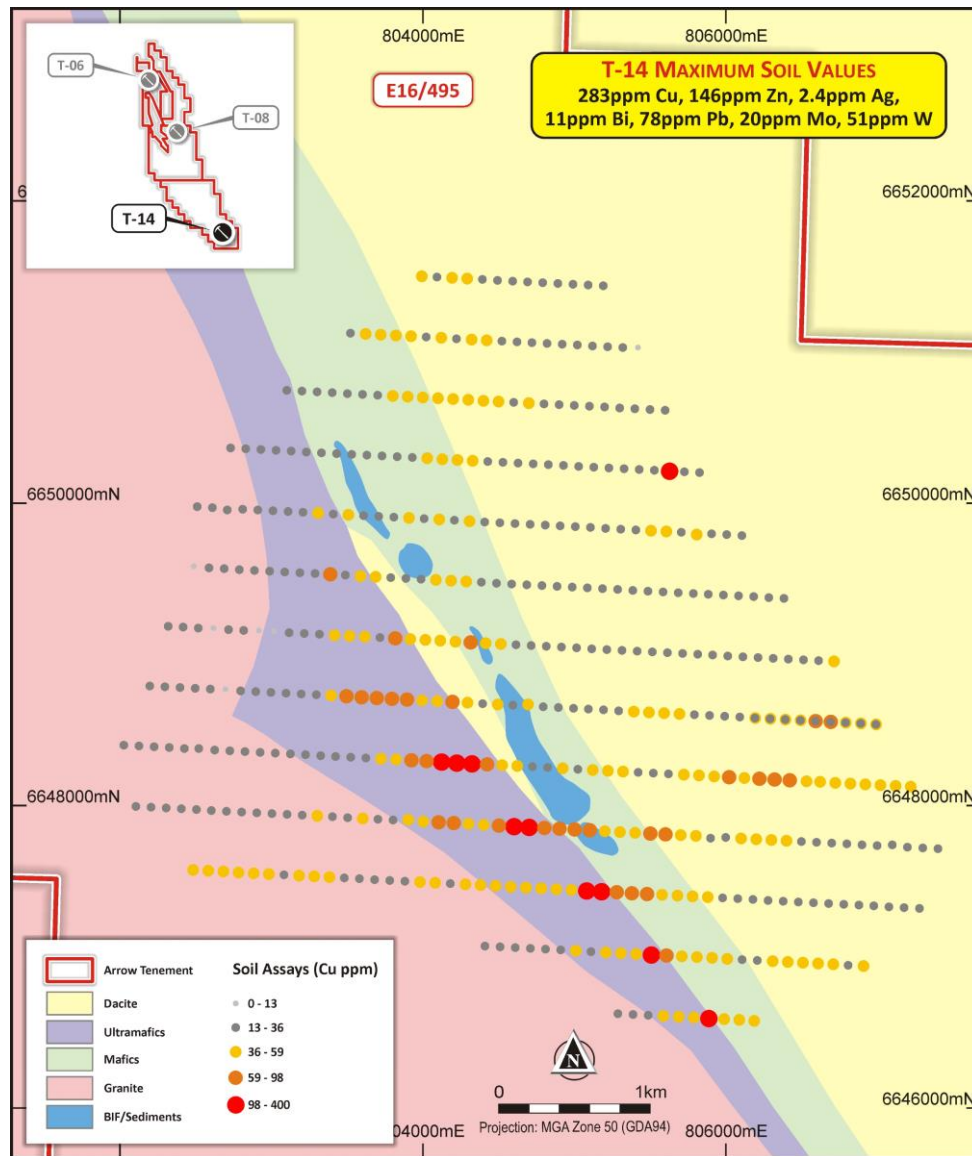 804000mE
806000mE
T-06
T-08
T-14
E16/495
T-14 MAXIMUM SOIL VALUES
283ppm Cu, 146ppm Zn, 2.4ppm Ag,
11ppm Bi, 78ppm Pb, 20ppm Mo, 51ppm W
6652000mN
6650000mN
6650000mN
6648000mN
6648000mN
Arrow Tenement
Dacite
Ultramafics
Mafics
Granite
BIF/Sediments
Soil Assays (Cu ppm)
0 - 13
13 - 36
36 - 59
59 - 98
98 - 400
N
0
1km
Projection: MGA Zone 50 (GDA94)
6646000mN
804000mE
806000mE